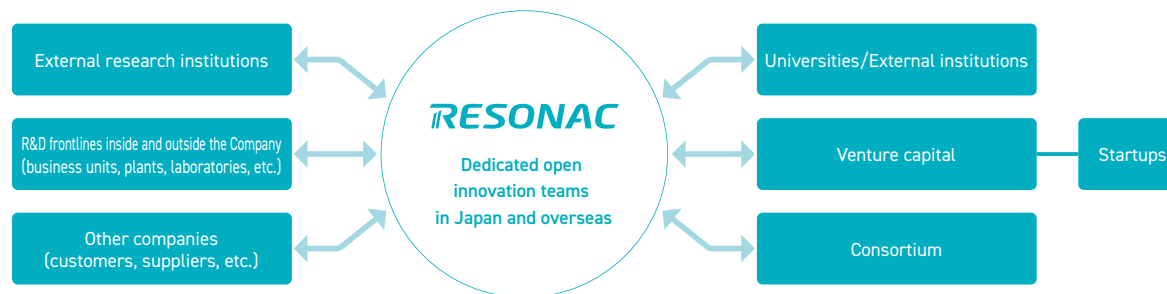 External research institutions
R&D frontlines inside and outside the Company
(business units, plants, laboratories, etc.)
Other companies
(customers, suppliers, etc.)
RESONAC
Dedicated open
innovation teams
in Japan and overseas
Universities/External institutions
Venture capital
Startups
Consortium